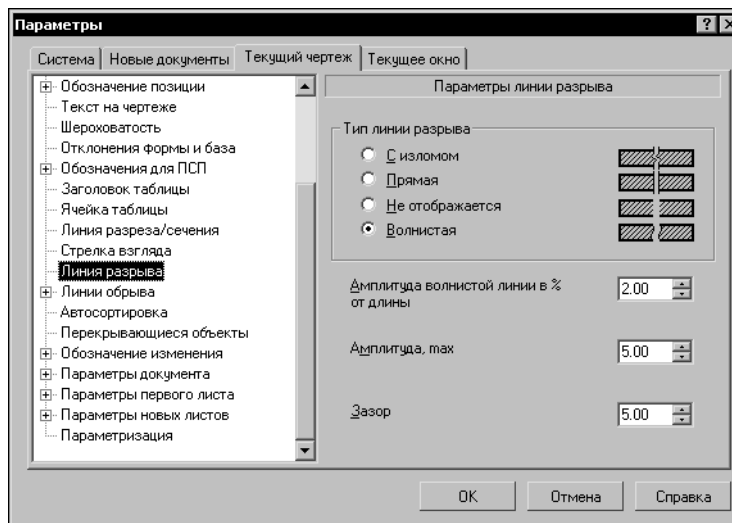 Параметры
Система
Новые документы
Текущий чертеж
Текущее окно
Обозначение позиции
Текст на чертеже
Шероховатость
Отклонения формы и база
Обозначения для ПСП
Заголовок таблицы
Ячейка таблицы
Линия разреза/сечения
Стрелка взгляда
Линия разрыва
Линии обрыва
Автосортировка
Перекрывающиеся объекты
Обозначение изменения
Параметры документа
Параметры первого листа
Параметры новых листов
Параметризация
Параметры линии разрыва
Тип линии разрыва
С изломом
Прямая
Не отображается
Волнистая
Амплитуда волнистой линии в %
от длины
2.00
Амплитуда, max
5.00
Зазор
5.00
OK
Отмена
Справка